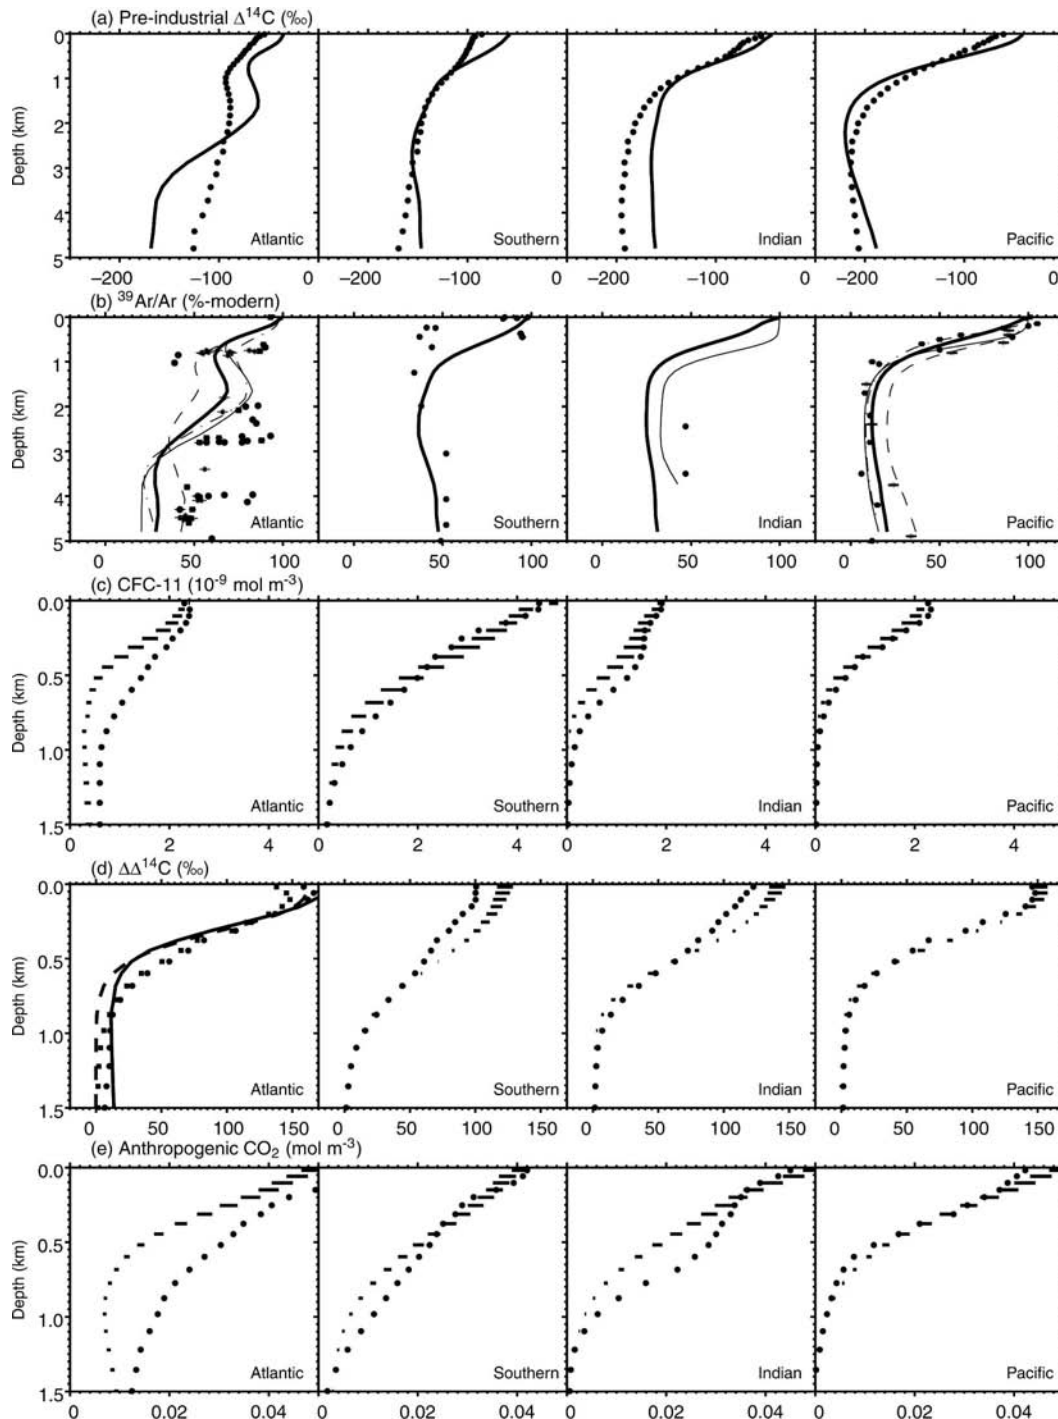 (a) Pre-industrial Δ¹⁴C (‰)
0
1
2
3
4
5
Depth (km)
Atlantic
Southern
Indian
Pacific
−200 −100 0 −200 −100 0 −200 −100 0 −200 −100 0
(b) ³⁹Ar/Ar (%-modern)
0
1
2
3
4
5
Depth (km)
Atlantic
Southern
Indian
Pacific
0 50 100 0 50 100 0 50 100 0 50 100
(c) CFC-11 (10⁻⁹ mol m⁻³)
0.0
0.5
1.0
1.5
Depth (km)
Atlantic
Southern
Indian
Pacific
0 2 4 0 2 4 0 2 4 0 2 4
(d) ΔΔ¹⁴C (‰)
0.0
0.5
1.0
1.5
Depth (km)
Atlantic
Southern
Indian
Pacific
0 50 100 150 0 50 100 150 0 50 100 150 0 50 100 150
(e) Anthropogenic CO₂ (mol m⁻³)
0.0
0.5
1.0
1.5
Depth (km)
Atlantic
Southern
Indian
Pacific
0 0.02 0.04 0 0.02 0.04 0 0.02 0.04 0 0.02 0.04